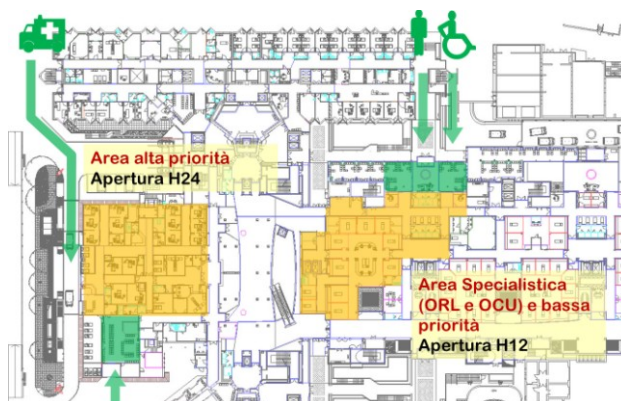 Area alta priorità
Apertura H24
Area Specialistica
(ORL e OCU) e bassa
priorità
Apertura H12